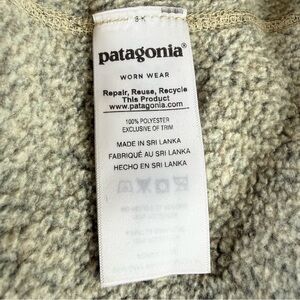 8-K
patagonia®
WORN WEAR
Repair, Reuse, Recycle
This Product
www.patagonia.com
100% POLYESTER
EXCLUSIVE OF TRIM
MADE IN SRI LANKA
FABRIQUÉ AU SRI LANKA
HECHO EN SRI LANKA